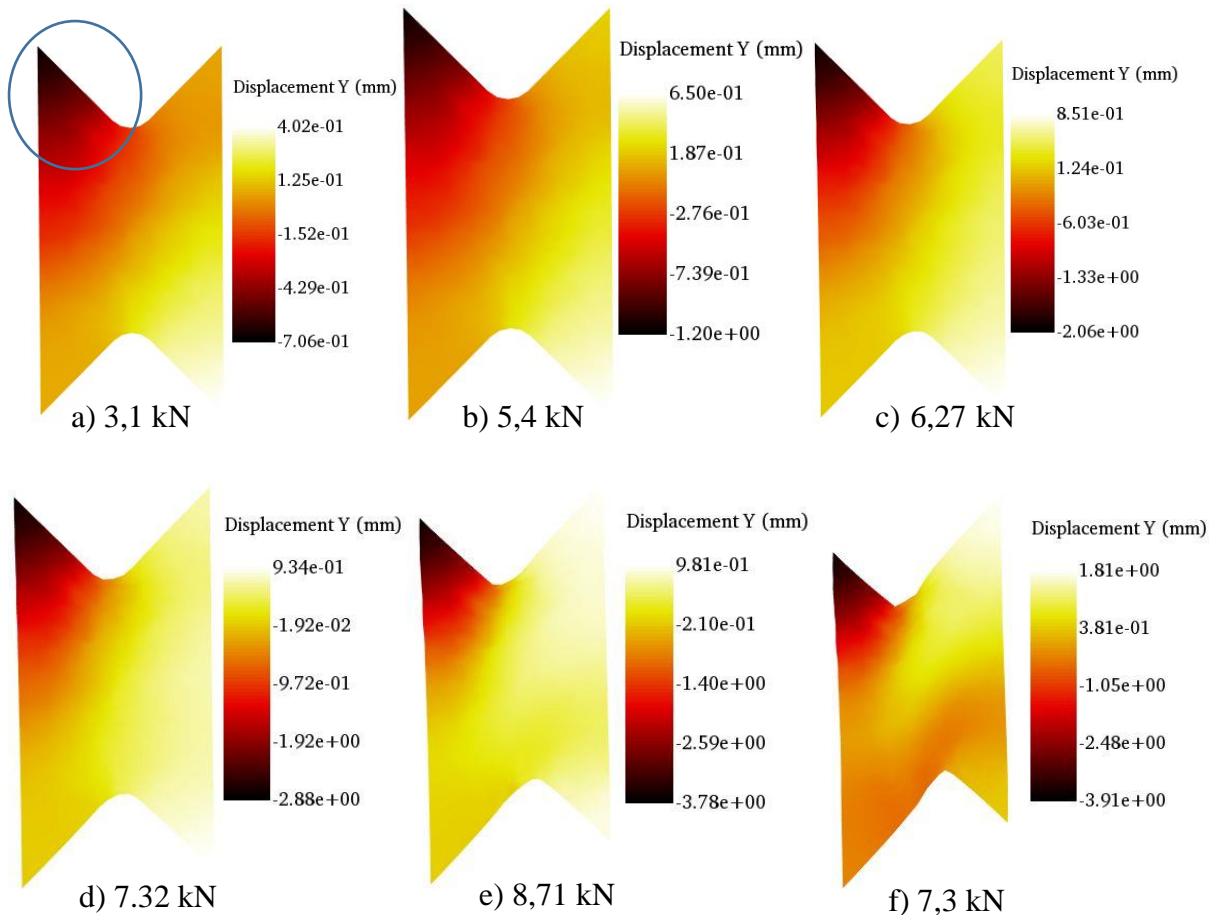 Displacement Y (mm)
4.02e-01
1.25e-01
-1.52e-01
-4.29e-01
-7.06e-01
a) 3,1 kN
Displacement Y (mm)
6.50e-01
1.87e-01
-2.76e-01
-7.39e-01
-1.20e+00
b) 5,4 kN
Displacement Y (mm)
8.51e-01
1.24e-01
-6.03e-01
-1.33e+00
-2.06e+00
c) 6,27 kN
Displacement Y (mm)
9.34e-01
-1.92e-02
-9.72e-01
-1.92e+00
-2.88e+00
d) 7.32 kN
Displacement Y (mm)
9.81e-01
-2.10e-01
-1.40e+00
-2.59e+00
-3.78e+00
e) 8,71 kN
Displacement Y (mm)
1.81e+00
3.81e-01
-1.05e+00
-2.48e+00
-3.91e+00
f) 7,3 kN